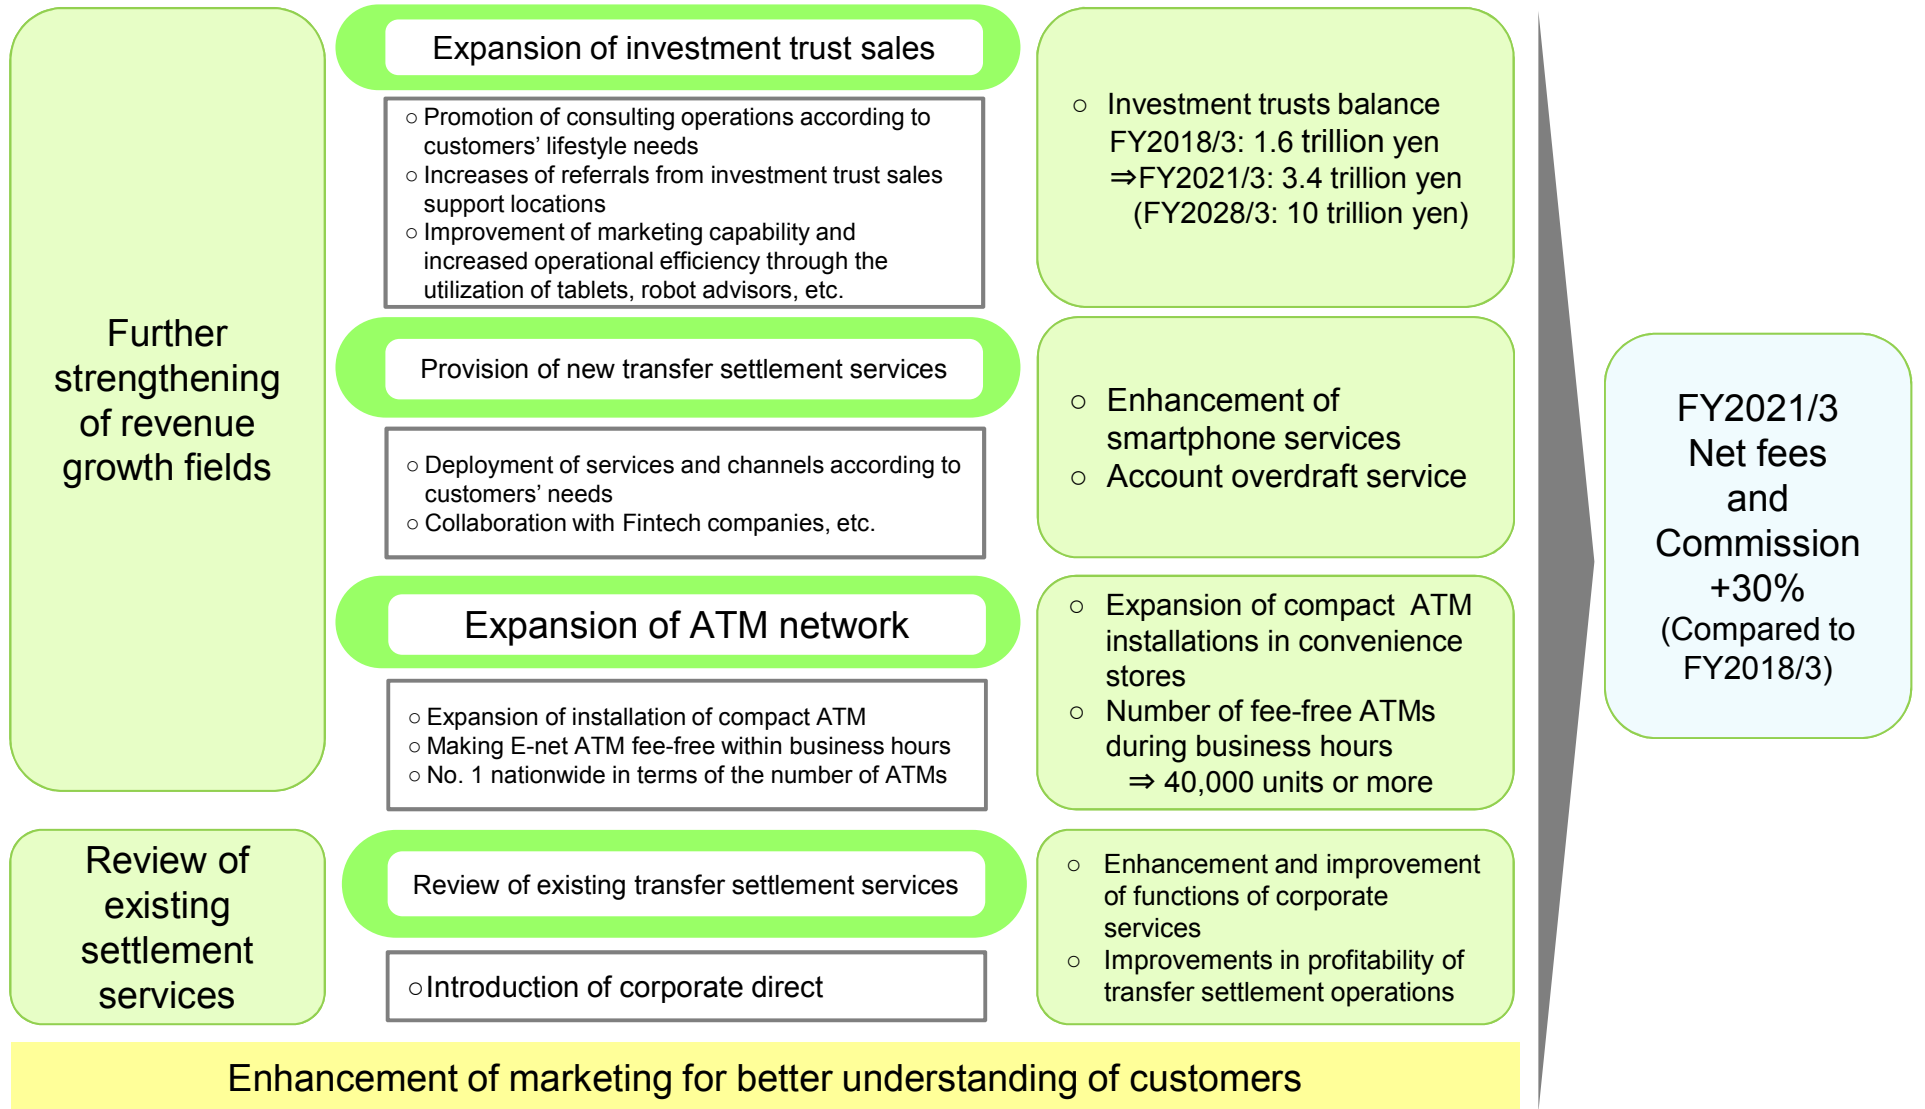 Further
strengthening
of revenue
growth fields
Expansion of investment trust sales
○ Promotion of consulting operations according to
customers’ lifestyle needs
○ Increases of referrals from investment trust sales
support locations
○ Improvement of marketing capability and
increased operational efficiency through the
utilization of tablets, robot advisors, etc.
○ Investment trusts balance
FY2018/3: 1.6 trillion yen
⇒FY2021/3: 3.4 trillion yen
(FY2028/3: 10 trillion yen)
Provision of new transfer settlement services
○ Deployment of services and channels according to
customers’ needs
○ Collaboration with Fintech companies, etc.
○ Enhancement of
smartphone services
○ Account overdraft service
Expansion of ATM network
○ Expansion of installation of compact ATM
○ Making E-net ATM fee-free within business hours
○ No. 1 nationwide in terms of the number of ATMs
○ Expansion of compact ATM
installations in convenience
stores
○ Number of fee-free ATMs
during business hours
⇒ 40,000 units or more
Review of
existing
settlement
services
Review of existing transfer settlement services
○Introduction of corporate direct
○ Enhancement and improvement
of functions of corporate
services
○ Improvements in profitability of
transfer settlement operations
FY2021/3
Net fees
and
Commission
+30%
(Compared to
FY2018/3)
Enhancement of marketing for better understanding of customers